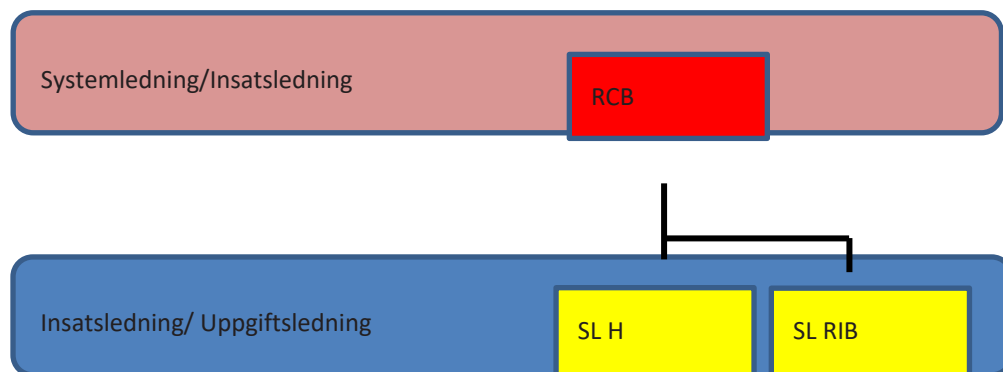 Systemledning/Insatsledning
RCB
Insatsledning/ Uppgiftsledning
SL H
SL RIB